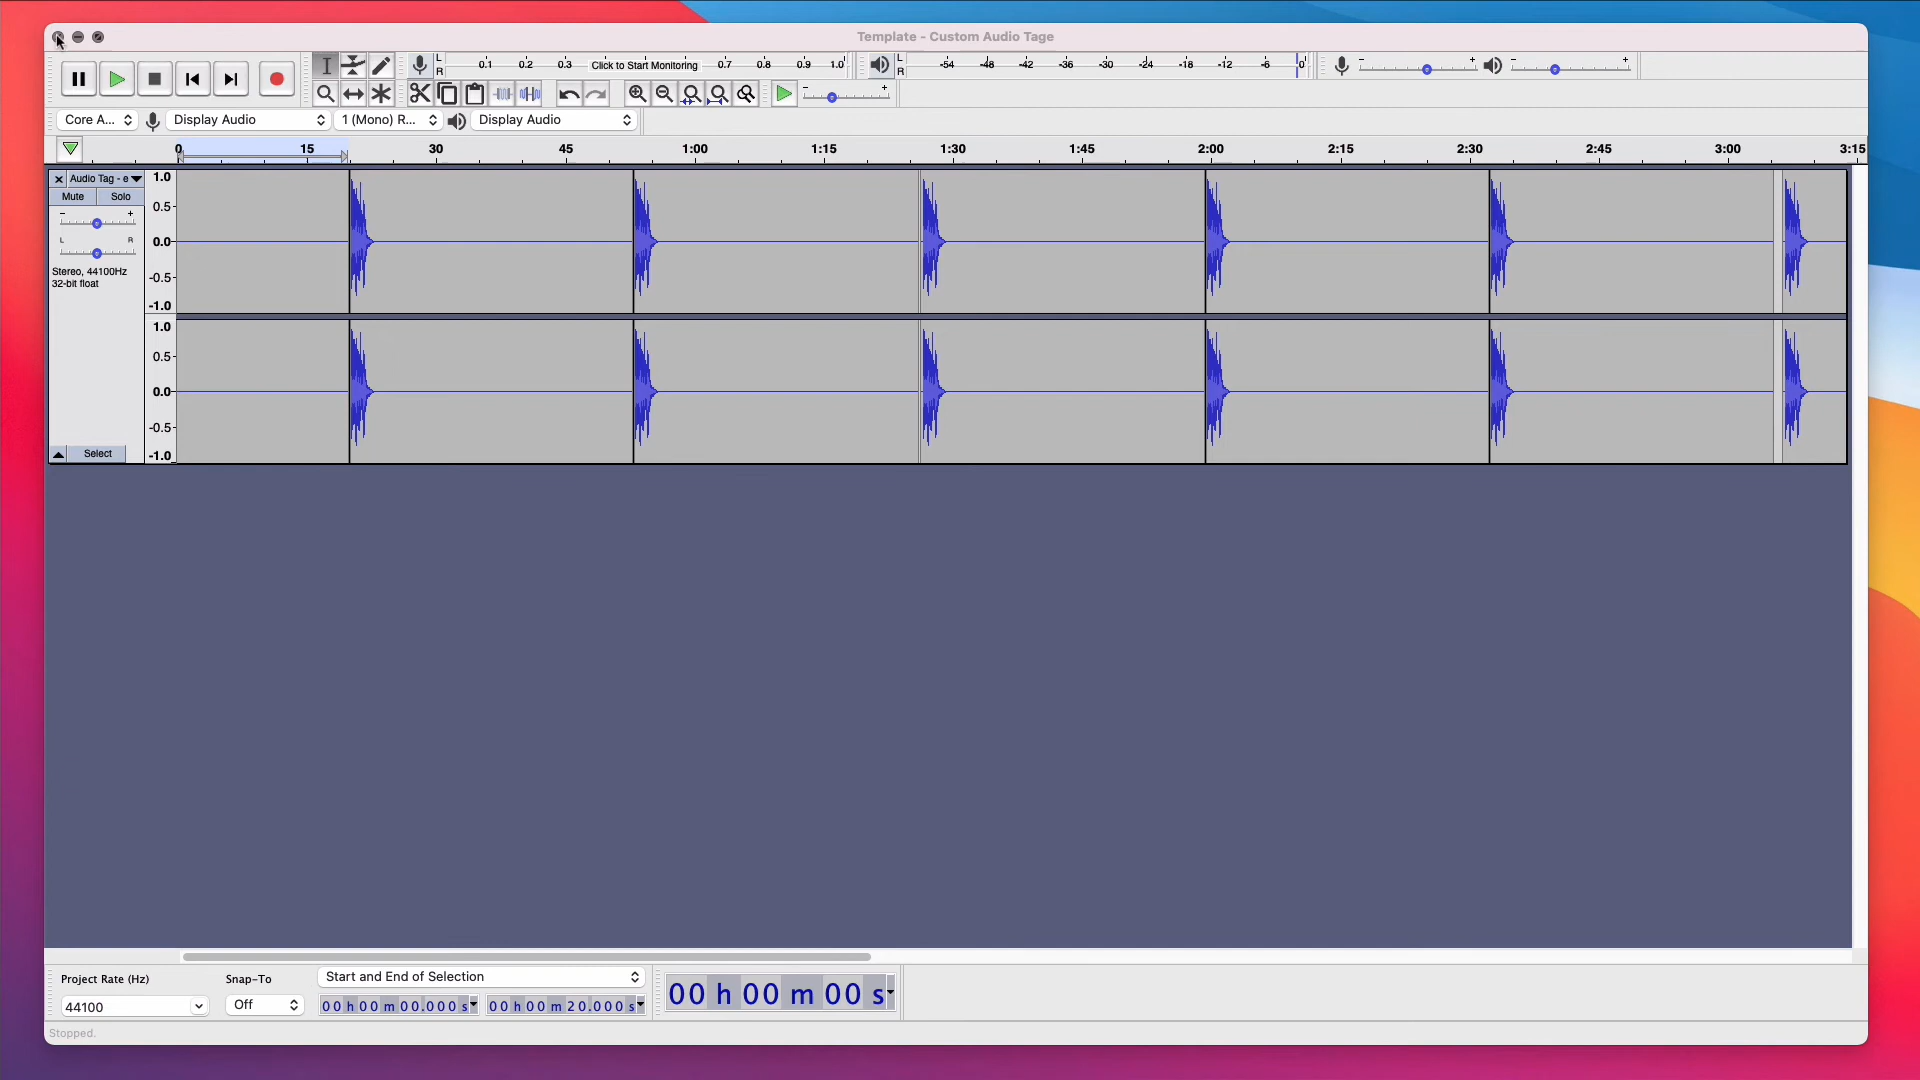 Template - Custom Audio Tage
L
R
0.1 0.2 0.3 Click to Start Monitoring 0.7 0.8 0.9 1.0
L
R
-54 -48 -42 -36 -30 -24 -18 -12 -6 0
- +
- +
- +
Core A...
Display Audio
1 (Mono) R...
Display Audio
0 15 30 45 1:00 1:15 1:30 1:45 2:00 2:15 2:30 2:45 3:00 3:15
Audio Tag - e
Mute Solo
- +
L R
Stereo, 44100Hz
32-bit float
Select
1.0
0.5
0.0
-0.5
-1.0
1.0
0.5
0.0
-0.5
-1.0
Project Rate (Hz)
44100
Snap-To
Off
Start and End of Selection
00 h 00 m 00.000 s
00 h 00 m 20.000 s
00 h 00 m 00 s
Stopped.